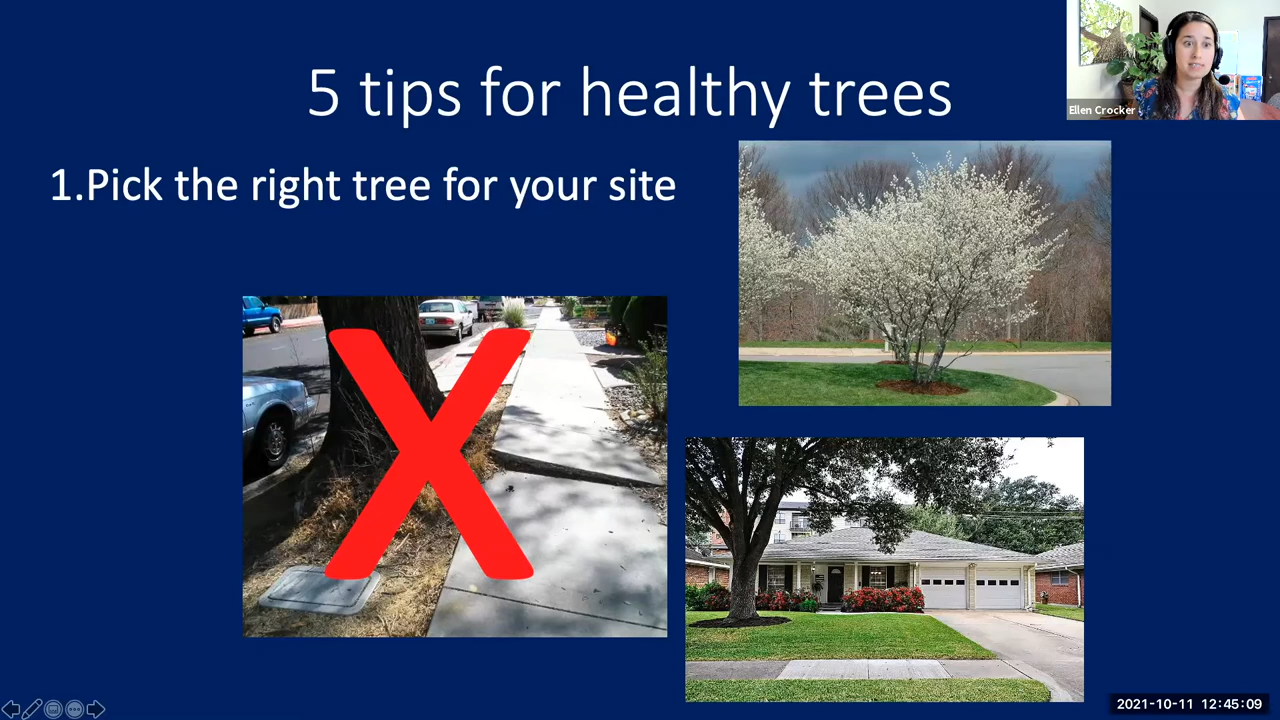 5 tips for healthy trees
Ellen Crocker
1.Pick the right tree for your site
X
2021-10-11 12:45:09